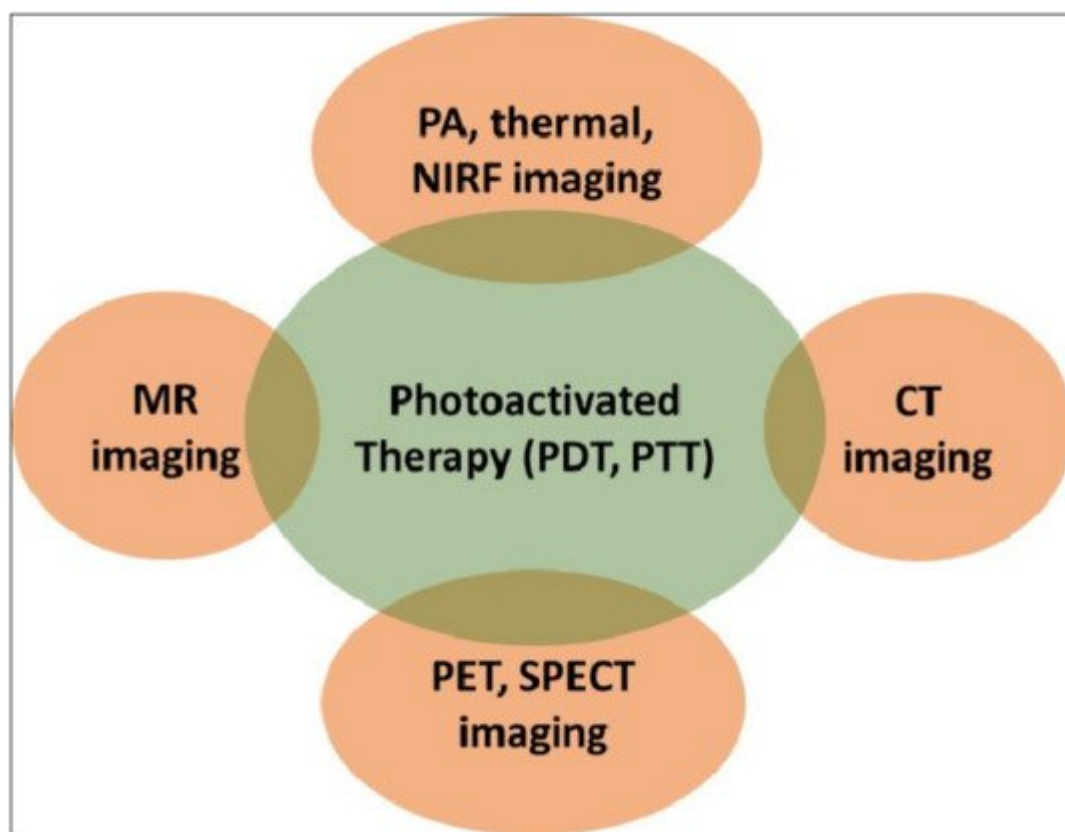 PA, thermal,
NIRF imaging
MR
imaging
Photoactivated
Therapy (PDT, PTT)
CT
imaging
PET, SPECT
imaging